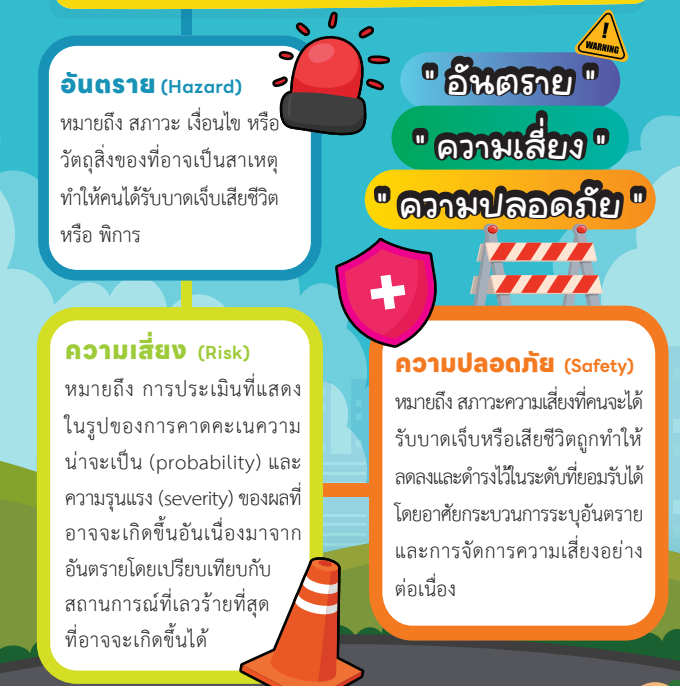 อันตราย (Hazard)
หมายถึง สภาวะ เงื่อนไข หรือ
วัตถุสิ่งของที่อาจเป็นสาเหตุ
ทำให้คนได้รับบาดเจ็บเสียชีวิต
หรือ พิการ
WARNING
" อันตราย "
" ความเสี่ยง "
" ความปลอดภัย "
ความเสี่ยง (Risk)
หมายถึง การประเมินที่แสดง
ในรูปของการคาดคะเนความ
น่าจะเป็น (probability) และ
ความรุนแรง (severity) ของผลที่
อาจจะเกิดขึ้นอันเนื่องมาจาก
อันตรายโดยเปรียบเทียบกับ
สถานการณ์ที่เลวร้ายที่สุด
ที่อาจจะเกิดขึ้นได้
ความปลอดภัย (Safety)
หมายถึง สภาวะความเสี่ยงที่คนจะได้
รับบาดเจ็บหรือเสียชีวิตถูกทำให้
ลดลงและดำรงไว้ในระดับที่ยอมรับได้
โดยอาศัยกระบวนการระบุอันตราย
และการจัดการความเสี่ยงอย่าง
ต่อเนื่อง